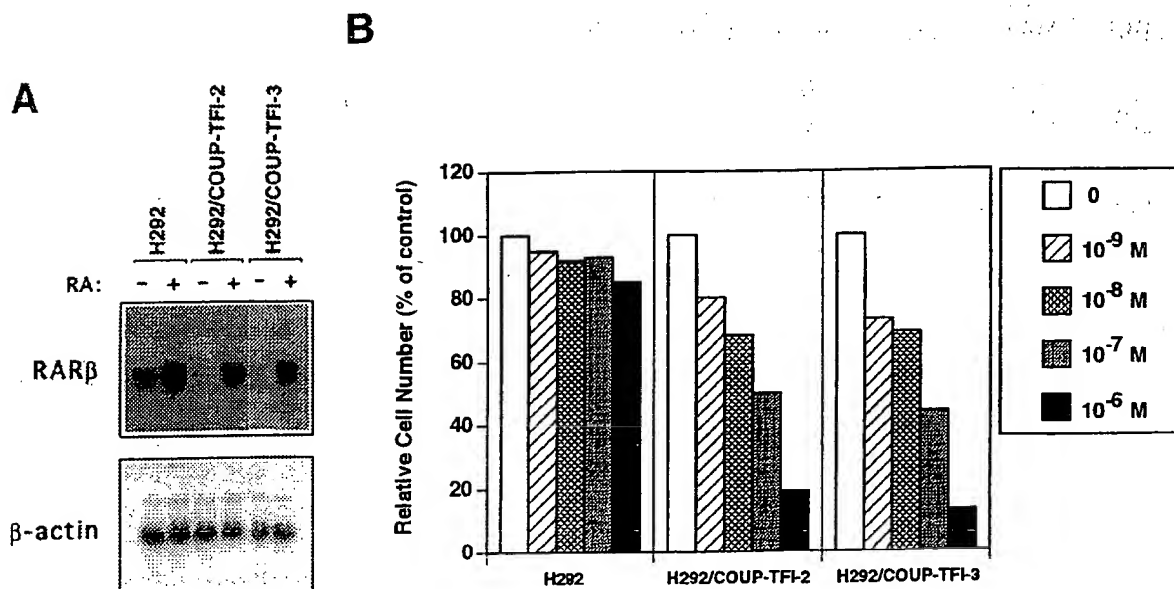 A
H292
H292/COUP-TFI-2
H292/COUP-TFI-3
RA: - + - + - +
RARβ
β-actin
B
Relative Cell Number (% of control)
120
100
80
60
40
20
0
H292
H292/COUP-TFI-2
H292/COUP-TFI-3
0
10⁻⁹ M
10⁻⁸ M
10⁻⁷ M
10⁻⁶ M